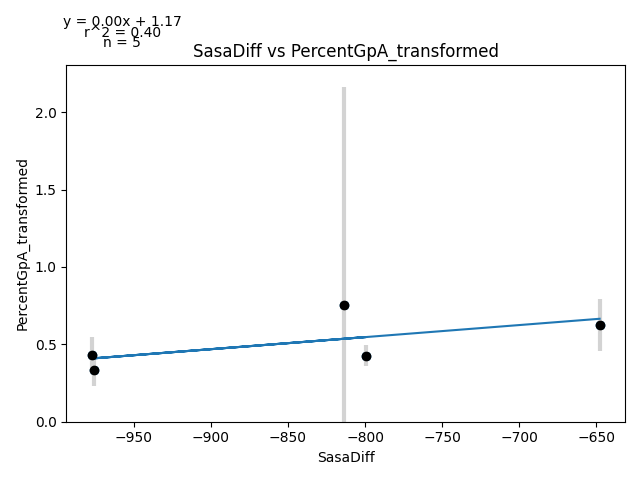 y = 0.00x + 1.17
r^2 = 0.40
n = 5
SasaDiff vs PercentGpA_transformed
PercentGpA_transformed
2.0
1.5
1.0
0.5
0.0
−950
−900
−850
−800
−750
−700
−650
SasaDiff